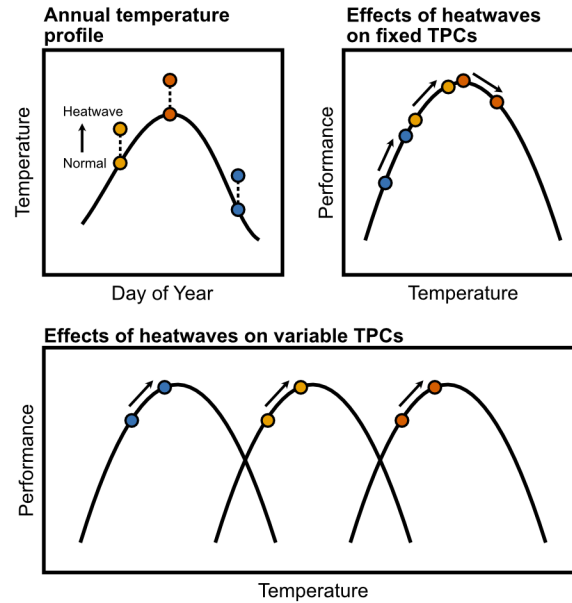 Annual temperature
profile
Temperature
Heatwave
Normal
Day of Year
Effects of heatwaves
on fixed TPCs
Performance
Temperature
Effects of heatwaves on variable TPCs
Performance
Temperature